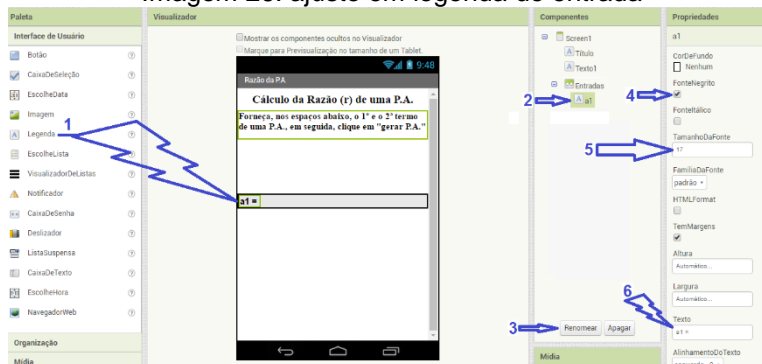 Imagem 28: ajuste em legenda de entrada
Paleta
Interface de Usuário
Botão
CaixaDeSeleção
EscolheData
Imagem
Legenda
EscolheLista
VisualizadorDeListas
Notificador
CaixaDeSenha
Deslizador
ListaSuspensa
CaixaDeTexto
EscolheHora
NavegadorWeb
Organização
Mídia
1
Visualizador
Mostrar os componentes ocultos no Visualizador
Marque para Previsualização no tamanho de um Tablet.
9:48
Razão da P.A.
Cálculo da Razão (r) de uma P.A.
Forneça, nos espaços abaixo, o 1º e o 2º termo
de uma P.A., em seguida, clique em "gerar P.A."
a1 =
Componentes
Screen1
Título
Texto1
Entradas
2
a1
3
Renomear
Apagar
Mídia
Propriedades
a1
CorDeFundo
Nenhum
FonteNegrito
4
FonteItálico
TamanhoDaFonte
5
17
FamiliaDaFonte
padrão
HTMLFormat
TemMargens
Altura
Automático...
Largura
Automático...
6
Texto
a1 =
AlinhamentoDoTexto